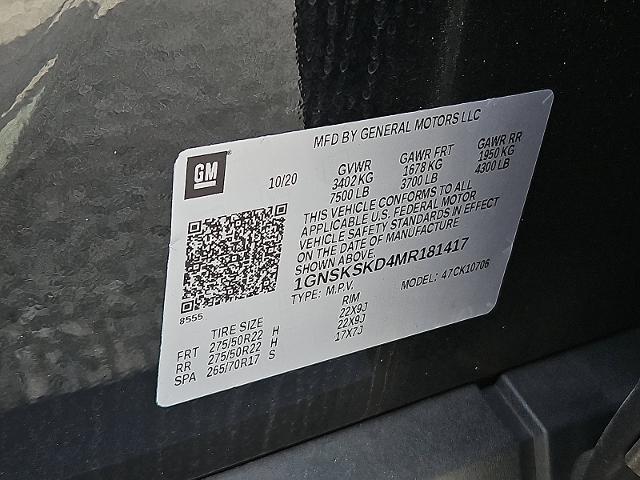 MFD BY GENERAL MOTORS LLC
GM
10/20
GVWR
3402 KG
7500 LB
GAWR FRT
1678 KG
3700 LB
GAWR RR
1950 KG
4300 LB
THIS VEHICLE CONFORMS TO ALL
APPLICABLE U.S. FEDERAL MOTOR
VEHICLE SAFETY STANDARDS IN EFFECT
ON THE DATE OF MANUFACTURE
SHOWN ABOVE.
1GNSKSKD4MR181417
TYPE: M.P.V. MODEL: 47CK10706
8555
TIRE SIZE RIM
FRT 275/50R22 H 22X9J
RR 275/50R22 H 22X9J
SPA 265/70R17 S 17X7J